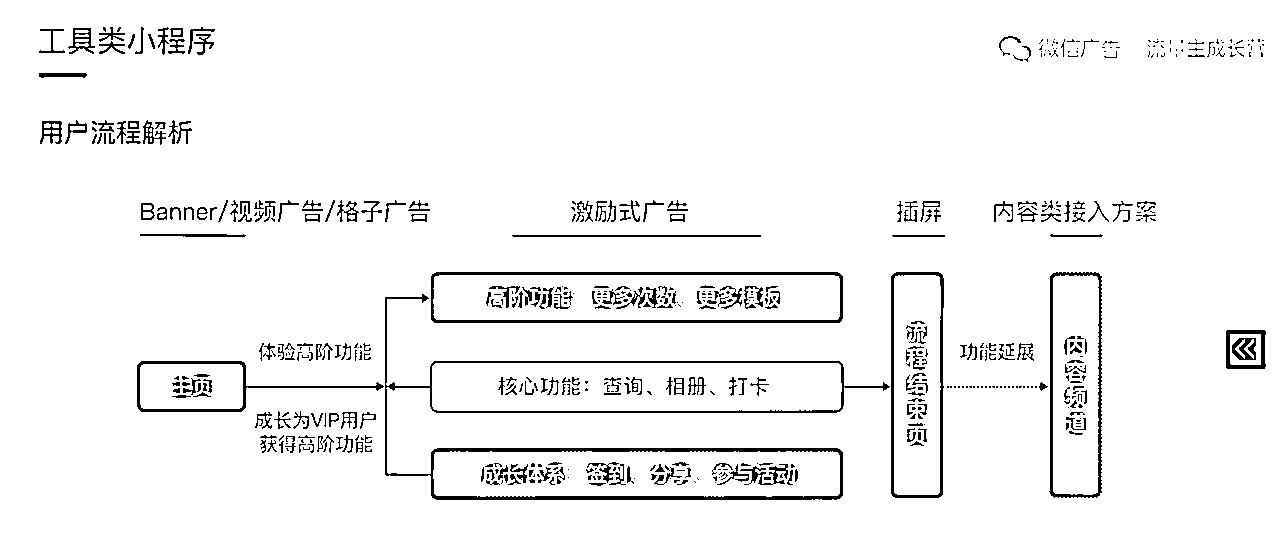 工具类小程序
微信广告 流量主成长营
用户流程解析
Banner/视频广告/格子广告
激励式广告
插屏
内容类接入方案
高阶功能 更多次数、更多模板
体验高阶功能
主页
核心功能：查询、相册、打卡
成长为VIP用户
获得高阶功能
成长体系 签到、分享、参与活动
流程结束页
功能延展
内容频道